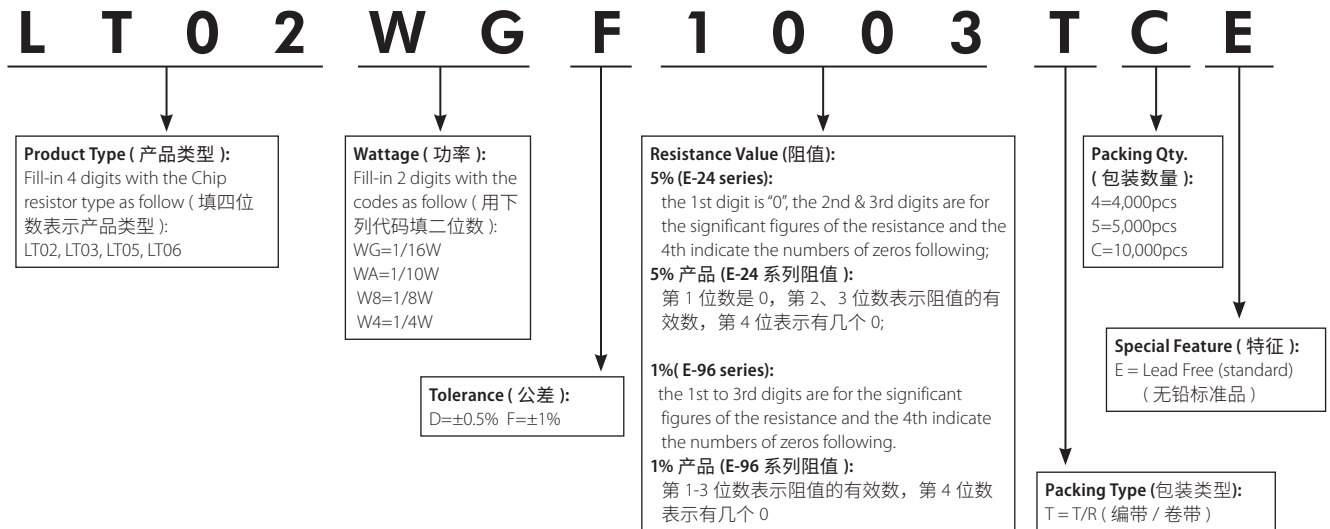 L T 0 2 W G F 1 0 0 3 T C E
Product Type ( 产品类型 ):
Fill-in 4 digits with the Chip
resistor type as follow ( 填四位
数表示产品类型 ):
LT02, LT03, LT05, LT06
Wattage ( 功率 ):
Fill-in 2 digits with the
codes as follow ( 用下
列代码填二位数 ):
WG=1/16W
WA=1/10W
W8=1/8W
W4=1/4W
Tolerance ( 公差 ):
D=±0.5% F=±1%
Resistance Value (阻值):
5% (E-24 series):
the 1st digit is "0", the 2nd & 3rd digits are for
the significant figures of the resistance and the
4th indicate the numbers of zeros following;
5% 产品 (E-24 系列阻值 ):
第 1 位数是 0，第 2、3 位数表示阻值的有
效数，第 4 位表示有几个 0;
1%( E-96 series):
the 1st to 3rd digits are for the significant
figures of the resistance and the 4th indicate
the numbers of zeros following.
1% 产品 (E-96 系列阻值 ):
第 1-3 位数表示阻值的有效数，第 4 位数
表示有几个 0
Packing Qty.
( 包装数量 ):
4=4,000pcs
5=5,000pcs
C=10,000pcs
Special Feature ( 特征 ):
E = Lead Free (standard)
( 无铅标准品 )
Packing Type (包装类型):
T = T/R ( 编带 / 卷带 )